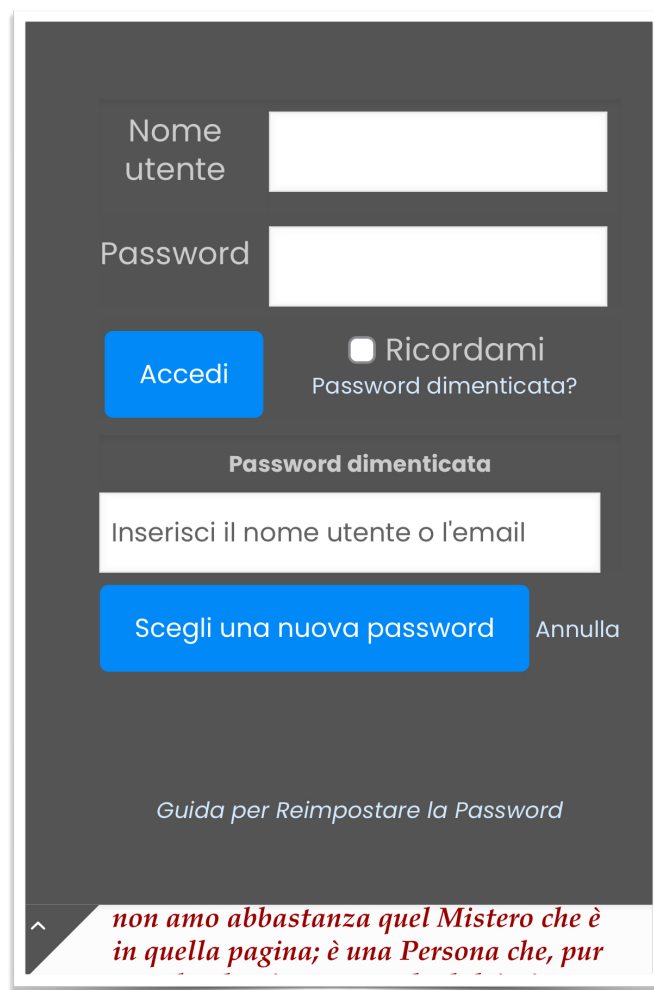 Nome
utente
Password
Accedi
Ricordami
Password dimenticata?
Password dimenticata
Inserisci il nome utente o l'email
Scegli una nuova password Annulla
Guida per Reimpostare la Password
non amo abbastanza quel Mistero che è
in quella pagina; è una Persona che, pur